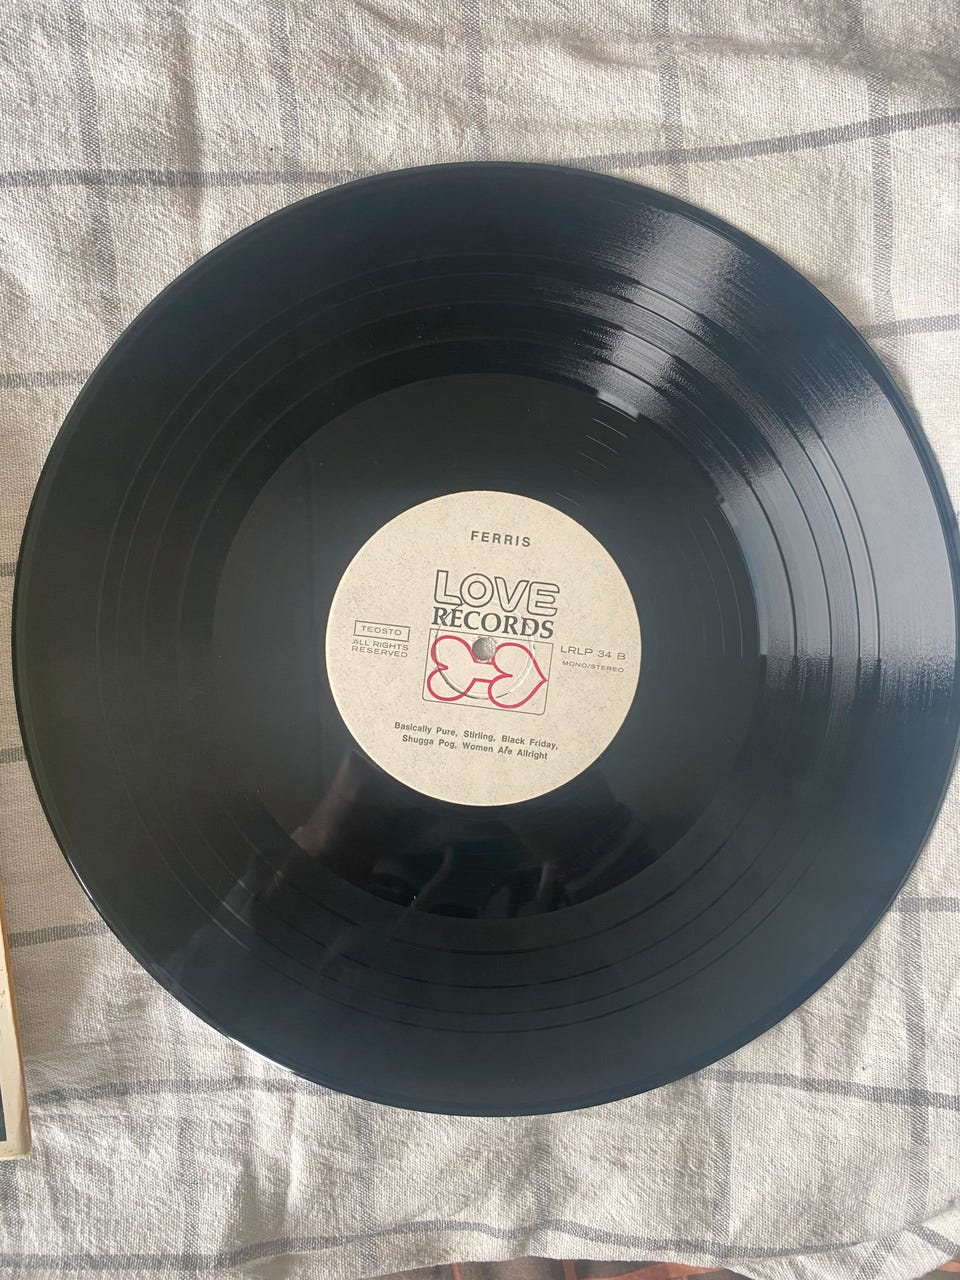 FERRIS
LOVE
RECORDS
TEOSTO
ALL RIGHTS
RESERVED
LRLP 34 B
MONO/STEREO
Basically Pure, Stirling, Black Friday,
Shugga Pog, Women Are Allright